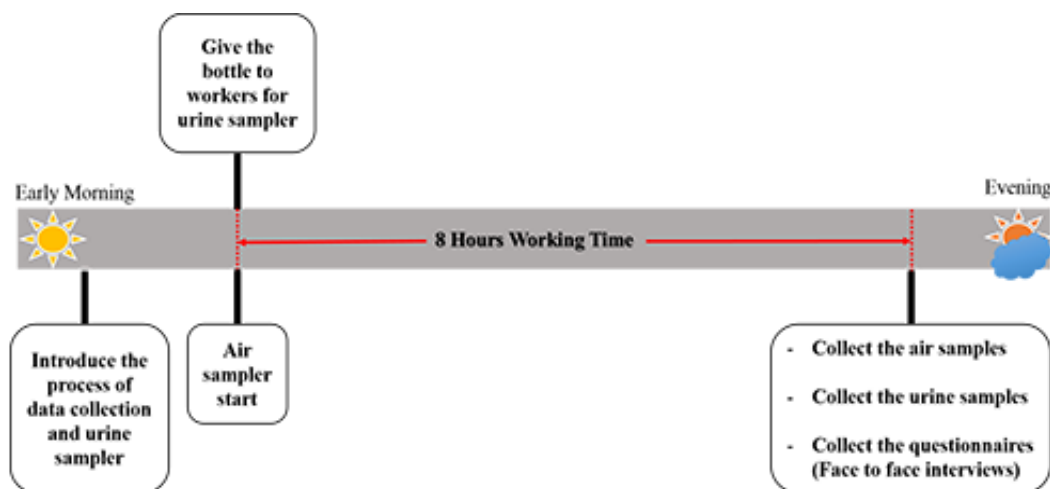 Give the
bottle to
workers for
urine sampler
Early Morning
Evening
8 Hours Working Time
Introduce the
process of
data collection
and urine
sampler
Air
sampler
start
- Collect the air samples
- Collect the urine samples
- Collect the questionnaires
(Face to face interviews)